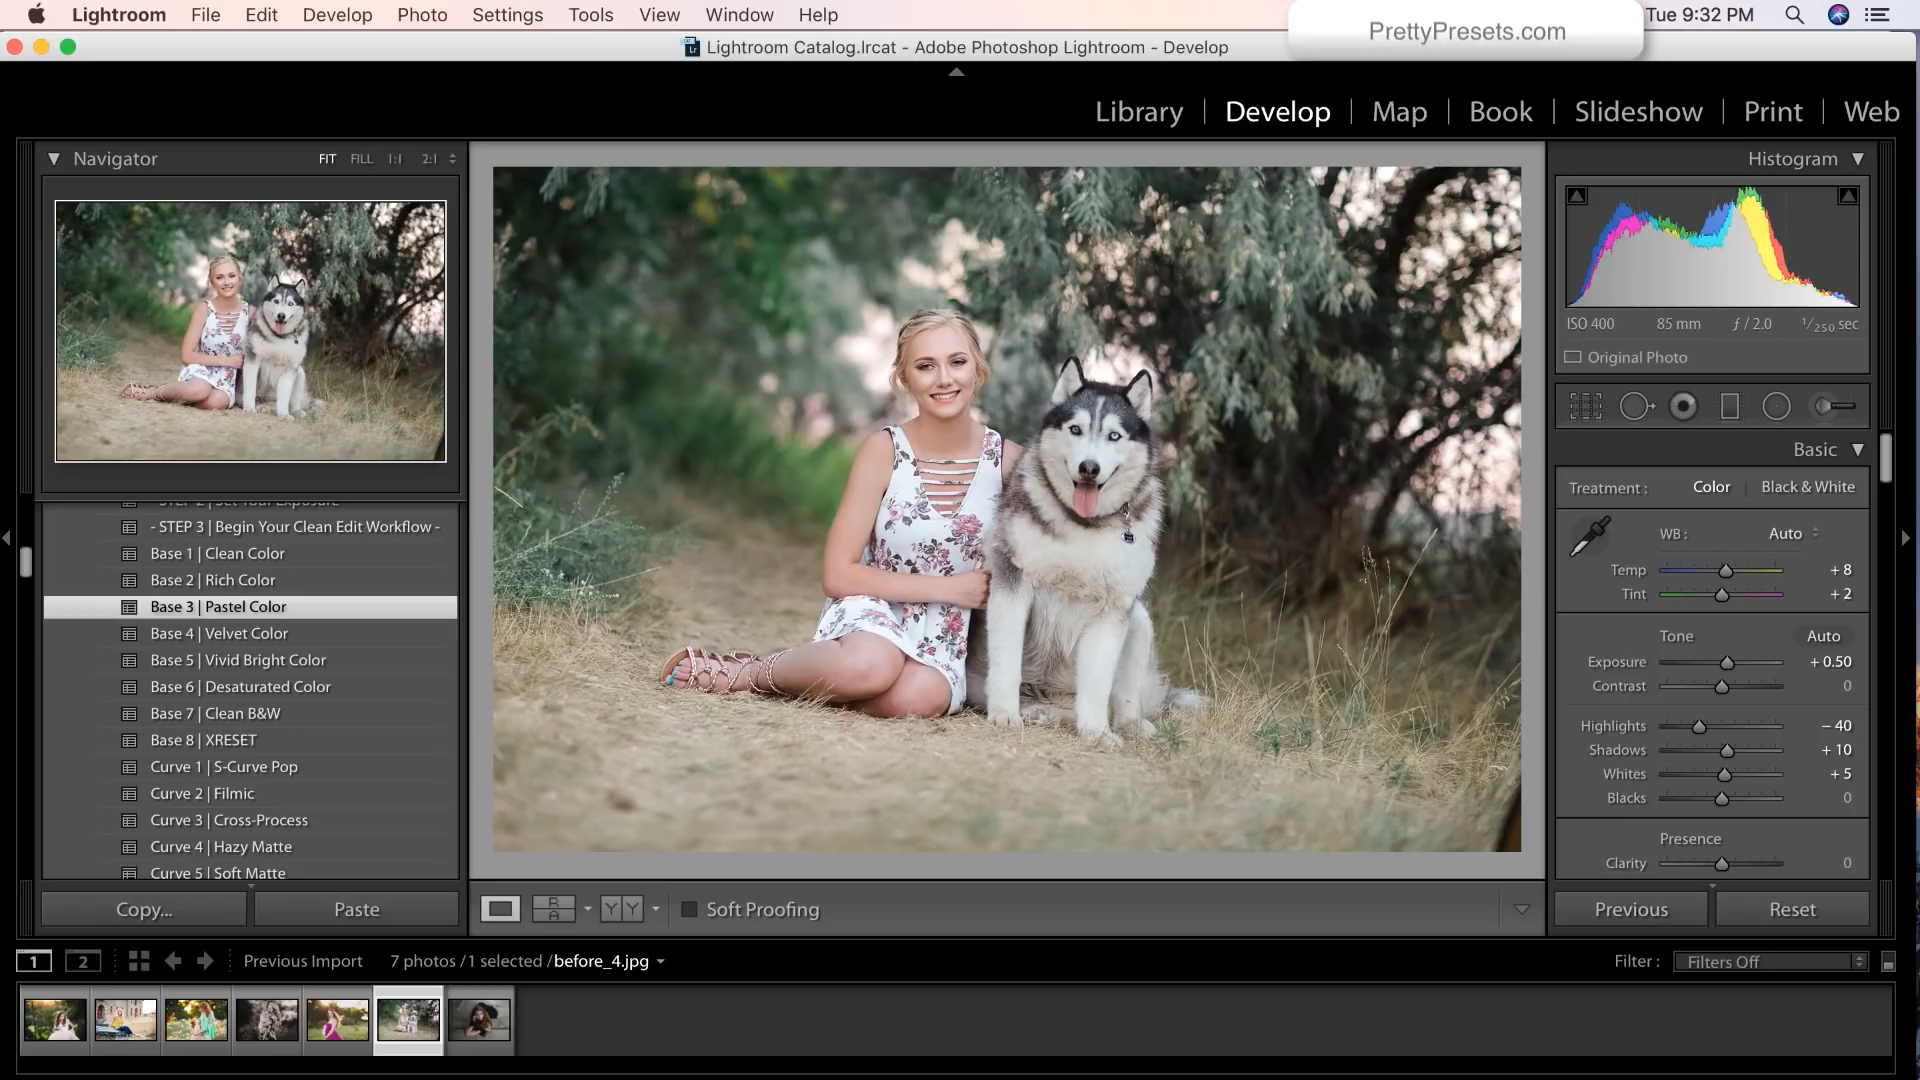 Lightroom File Edit Develop Photo Settings Tools View Window Help
Tue 9:32 PM
PrettyPresets.com
Lightroom Catalog.lrcat - Adobe Photoshop Lightroom - Develop
Library | Develop | Map | Book | Slideshow | Print | Web
Navigator FIT FILL 1:1 2:1
- STEP 2 | Set Your Exposure
- STEP 3 | Begin Your Clean Edit Workflow -
Base 1 | Clean Color
Base 2 | Rich Color
Base 3 | Pastel Color
Base 4 | Velvet Color
Base 5 | Vivid Bright Color
Base 6 | Desaturated Color
Base 7 | Clean B&W
Base 8 | XRESET
Curve 1 | S-Curve Pop
Curve 2 | Filmic
Curve 3 | Cross-Process
Curve 4 | Hazy Matte
Curve 5 | Soft Matte
Copy... Paste
R A Y Y Soft Proofing
Histogram
ISO 400 85 mm ƒ / 2.0 1/250 sec
Original Photo
Basic
Treatment : Color | Black & White
WB : Auto
Temp + 8
Tint + 2
Tone Auto
Exposure + 0.50
Contrast 0
Highlights − 40
Shadows + 10
Whites + 5
Blacks 0
Presence
Clarity 0
Previous Reset
1 2 Previous Import 7 photos / 1 selected / before_4.jpg
Filter : Filters Off